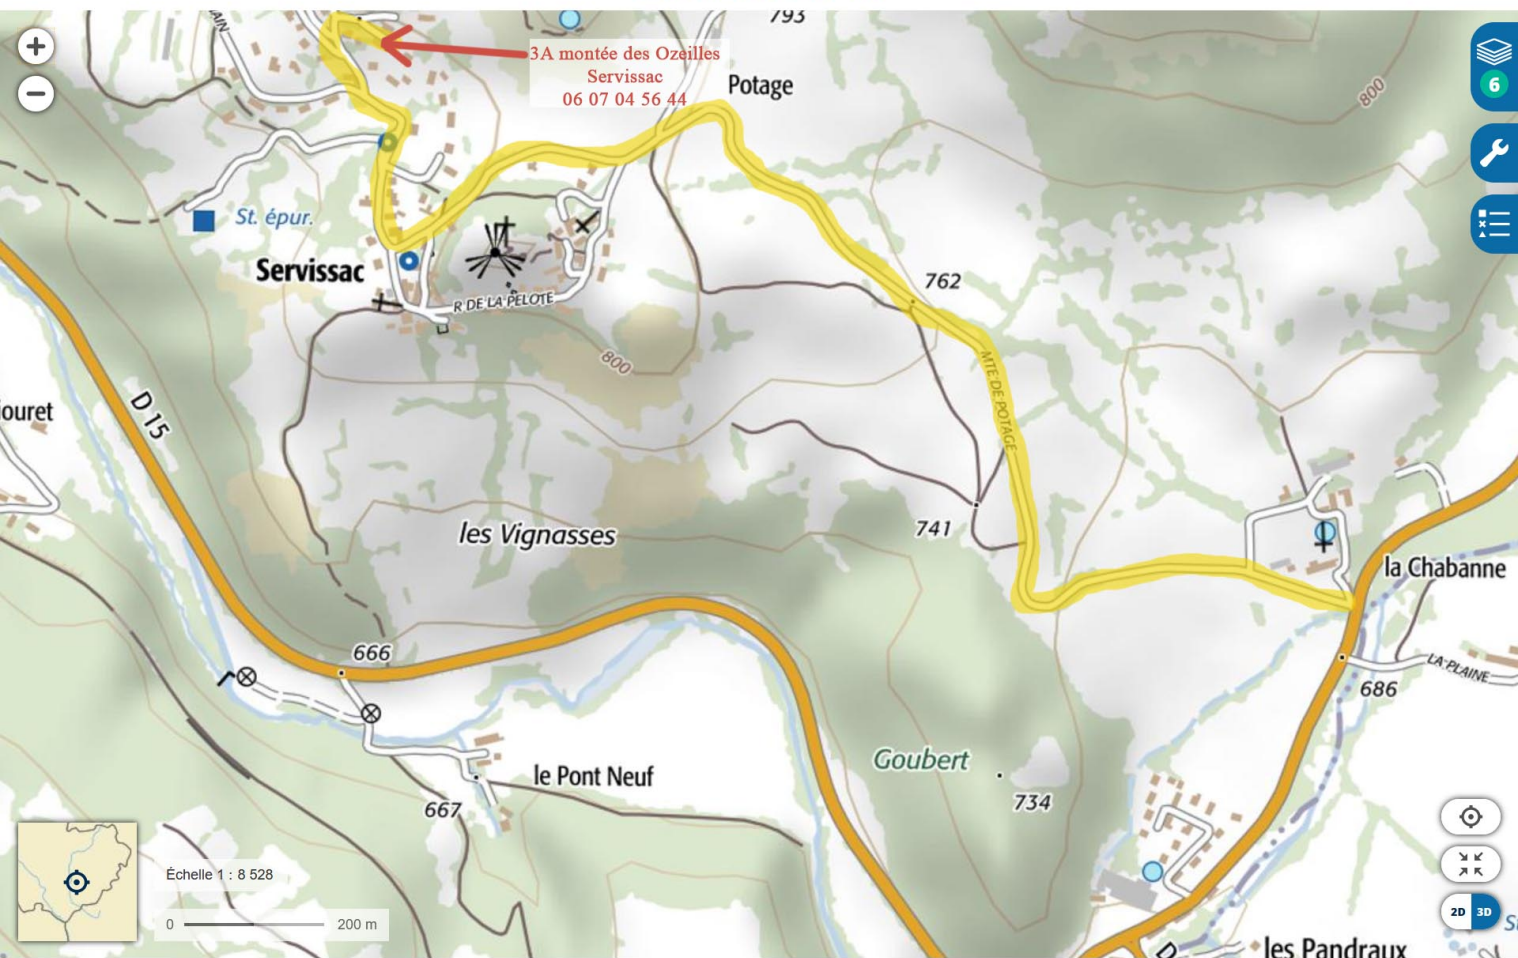 793
3A montée des Ozeilles
Servissac
06 07 04 56 44
Potage
800
6
St. épur.
Servissac
R DE LA PELOTE
762
800
MTE DE POTAGE
D 15
ouret
les Vignasses
741
la Chabanne
666
LA PLAINE
686
le Pont Neuf
Goubert
734
667
Échelle 1 : 8 528
0 200 m
2D 3D
les Pandraux
D